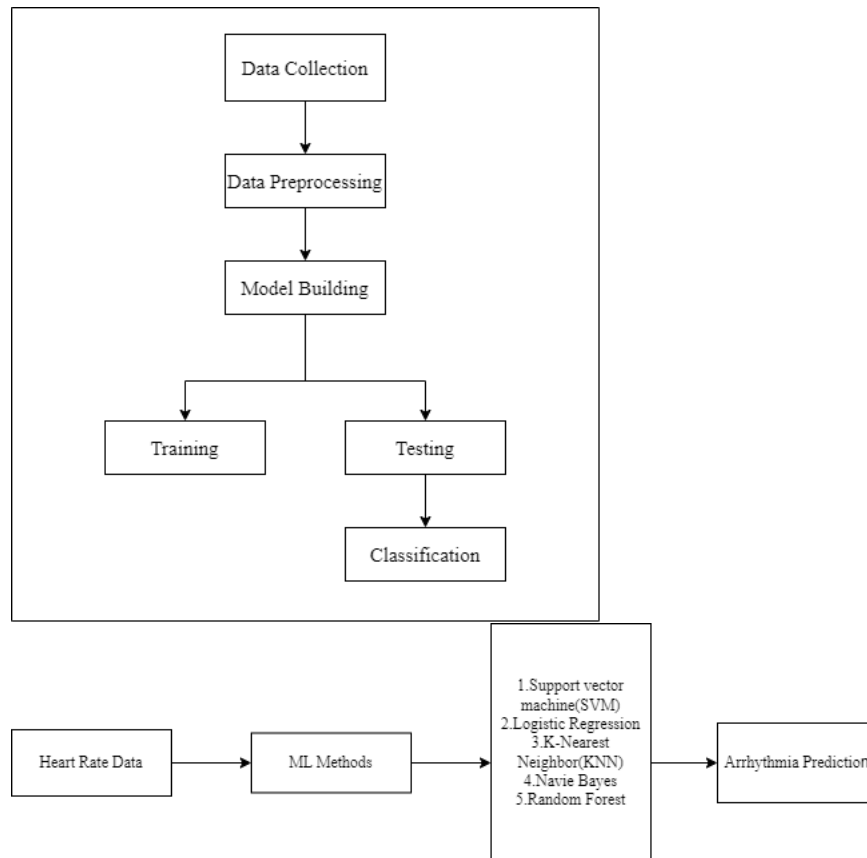 Data Collection
Data Preprocessing
Model Building
Training
Testing
Classification
Heart Rate Data
ML Methods
1.Support vector
machine(SVM)
2.Logistic Regression
3.K-Nearest
Neighbor(KNN)
4.Navie Bayes
5.Random Forest
Arrhythmia Prediction